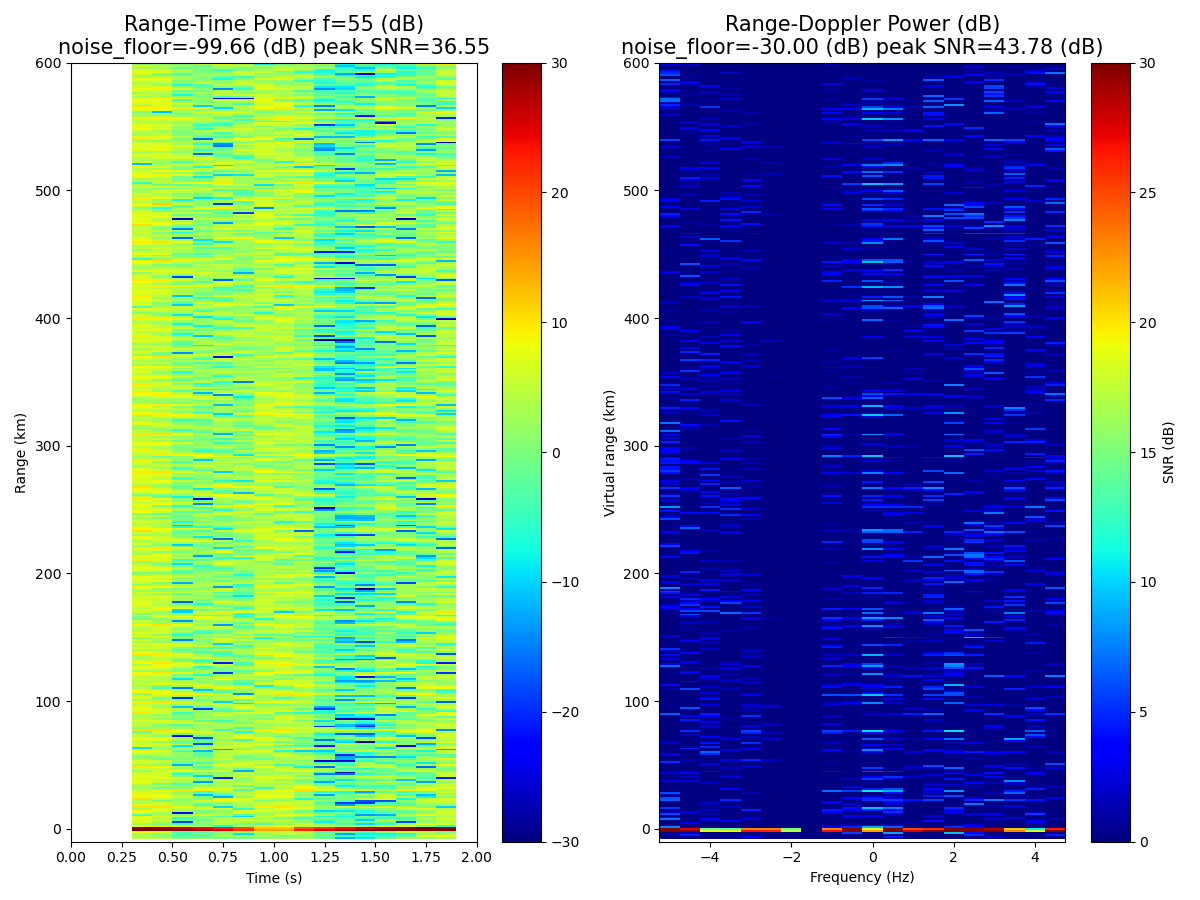 Range-Time Power f=55 (dB)
noise_floor=-99.66 (dB) peak SNR=36.55
Range-Doppler Power (dB)
noise_floor=-30.00 (dB) peak SNR=43.78 (dB)
600
500
400
300
200
100
0
Range (km)
0.00 0.25 0.50 0.75 1.00 1.25 1.50 1.75 2.00
Time (s)
30
20
10
0
−10
−20
−30
600
500
400
300
200
100
0
Virtual range (km)
−4 −2 0 2 4
Frequency (Hz)
30
25
20
15
10
5
0
SNR (dB)